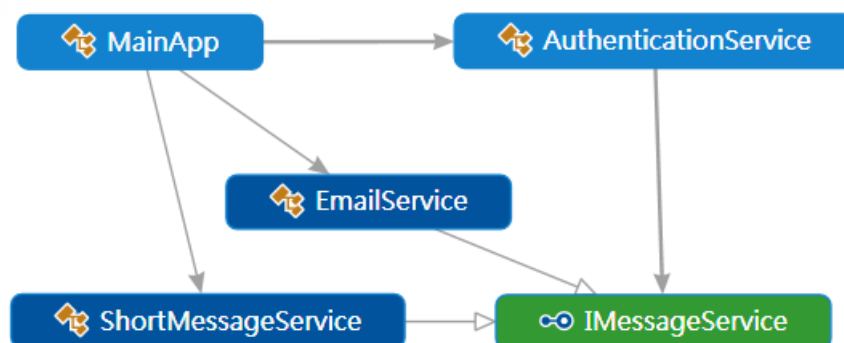 MainApp
AuthenticationService
EmailService
ShortMessageService
IMessageService